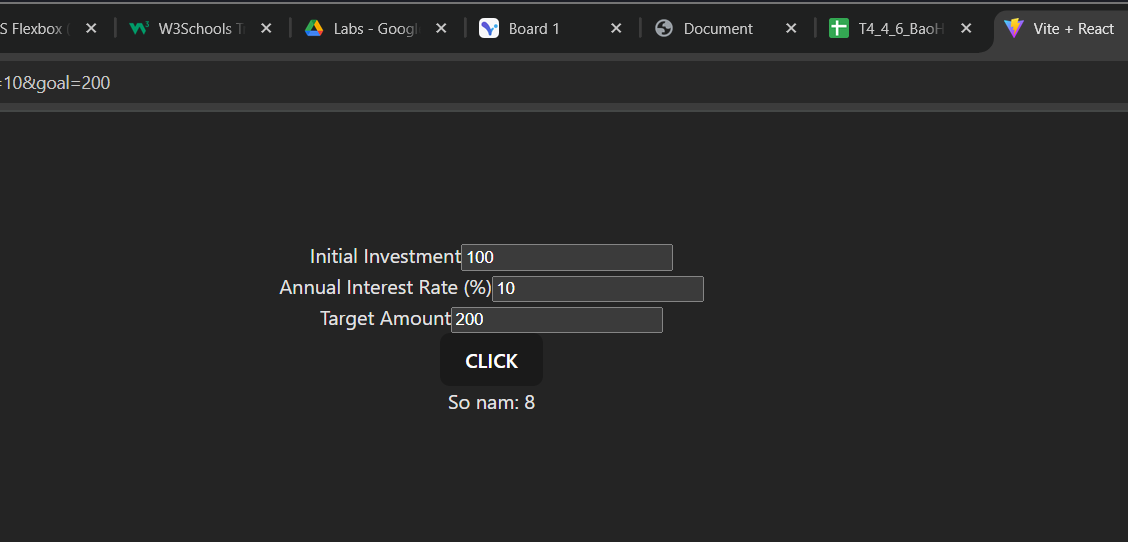 S Flexbox ( W3Schools T Labs - Googl Board 1 Document T4_4_6_BaoH Vite + React
=10&goal=200
Initial Investment 100
Annual Interest Rate (%) 10
Target Amount 200
CLICK
So nam: 8